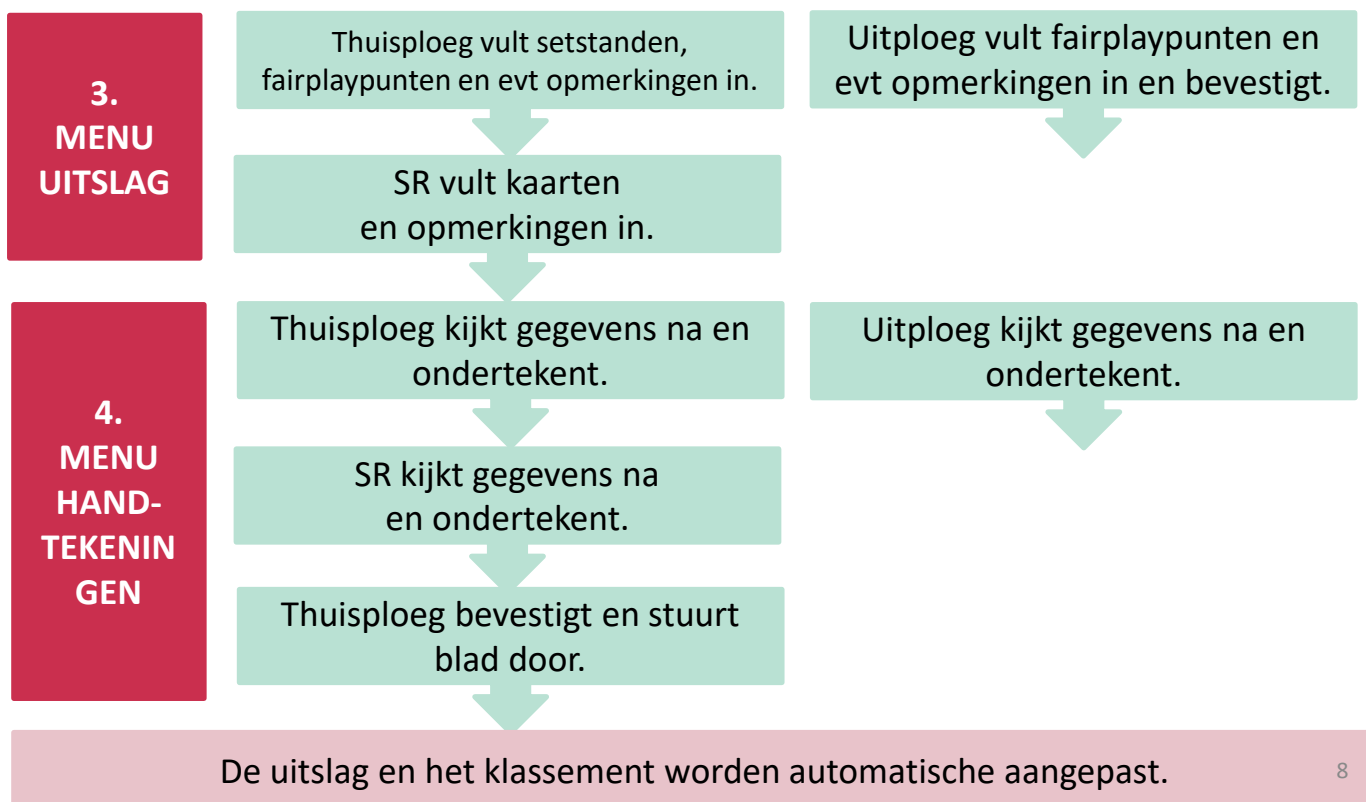 3.
MENU
UITSLAG
Thuisploeg vult setstanden,
fairplaypunten en evt opmerkingen in.
Uitploeg vult fairplaypunten en
evt opmerkingen in en bevestigt.
SR vult kaarten
en opmerkingen in.
4.
MENU
HAND-
TEKENIN
GEN
Thuisploeg kijkt gegevens na en
ondertekent.
Uitploeg kijkt gegevens na en
ondertekent.
SR kijkt gegevens na
en ondertekent.
Thuisploeg bevestigt en stuurt
blad door.
De uitslag en het klassement worden automatische aangepast.
8